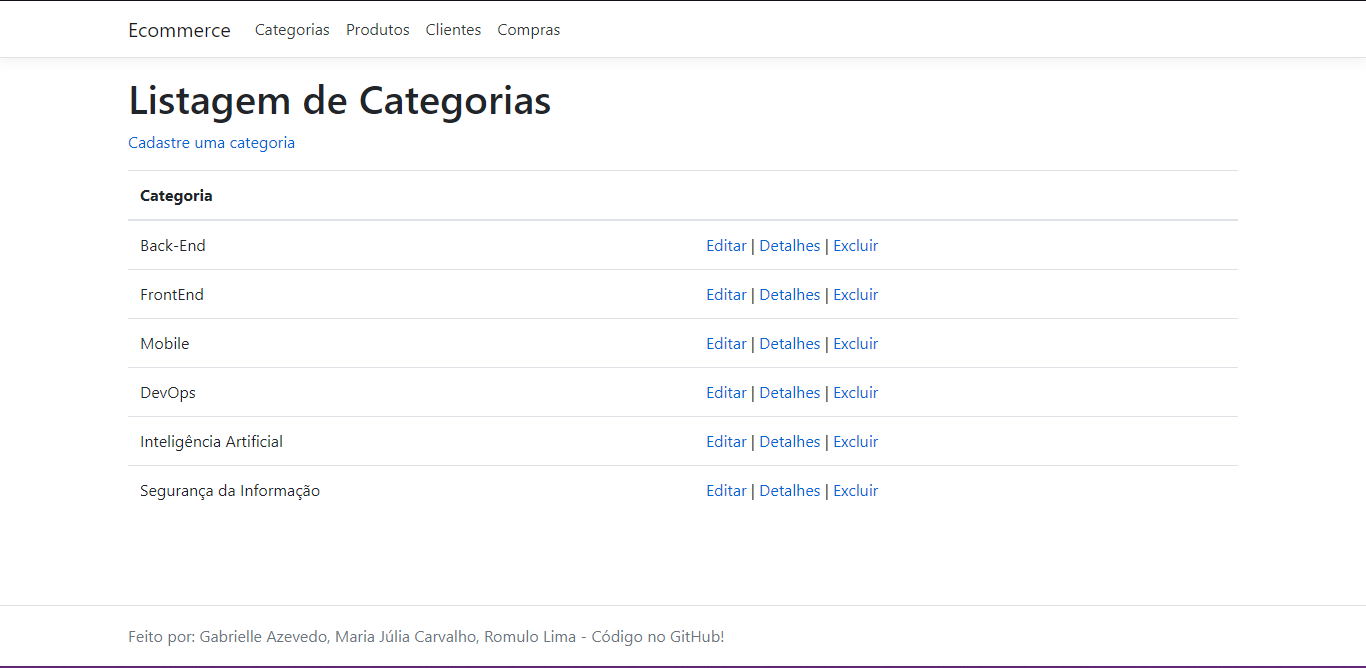 Ecommerce Categorias Produtos Clientes Compras
Listagem de Categorias
Cadastre uma categoria
Categoria
Back-End Editar | Detalhes | Excluir
FrontEnd Editar | Detalhes | Excluir
Mobile Editar | Detalhes | Excluir
DevOps Editar | Detalhes | Excluir
Inteligência Artificial Editar | Detalhes | Excluir
Segurança da Informação Editar | Detalhes | Excluir
Feito por: Gabrielle Azevedo, Maria Júlia Carvalho, Romulo Lima - Código no GitHub!